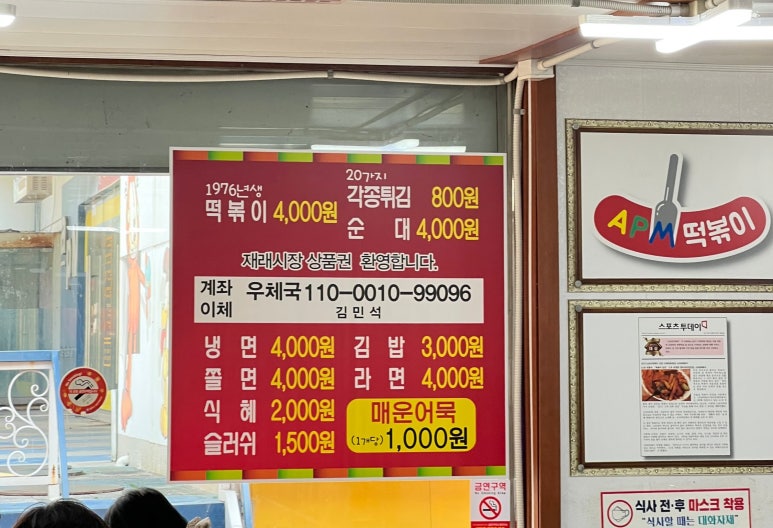 1976년생
떡볶이 4,000원
20가지
각종튀김 800원
순대 4,000원
재래시장 상품권 환영합니다.
계좌이체 우체국 110-0010-99096
김민석
냉면 4,000원 김밥 3,000원
쫄면 4,000원 라면 4,000원
식혜 2,000원
슬러쉬 1,500원
매운어묵
(1개당) 1,000원
APM 떡볶이
스포츠투데이
금연구역
식사 전·후 마스크 착용
"식사할 때는 대화자제"